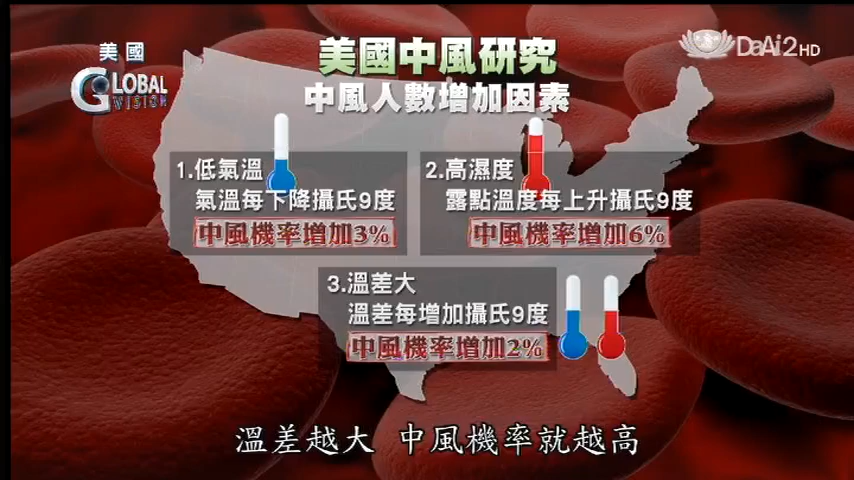 美國
GLOBAL
VISION
DaAi2HD
美國中風研究
中風人數增加因素
1.低氣溫
氣溫每下降攝氏9度
中風機率增加3%
2.高濕度
露點溫度每上升攝氏9度
中風機率增加6%
3.溫差大
溫差每增加攝氏9度
中風機率增加2%
溫差越大 中風機率就越高